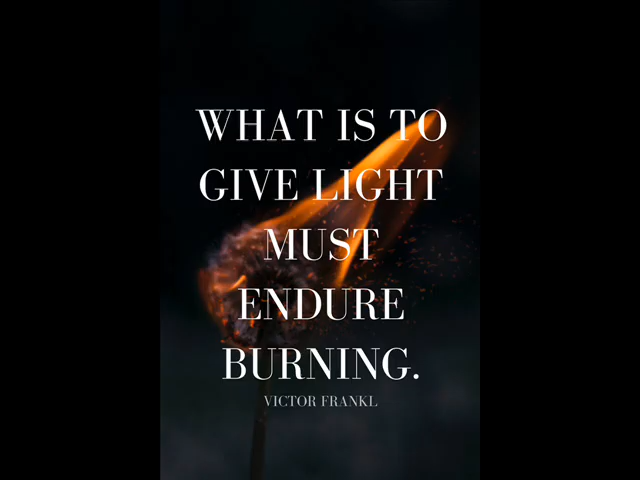 WHAT IS TO
GIVE LIGHT
MUST
ENDURE
BURNING.
VICTOR FRANKL